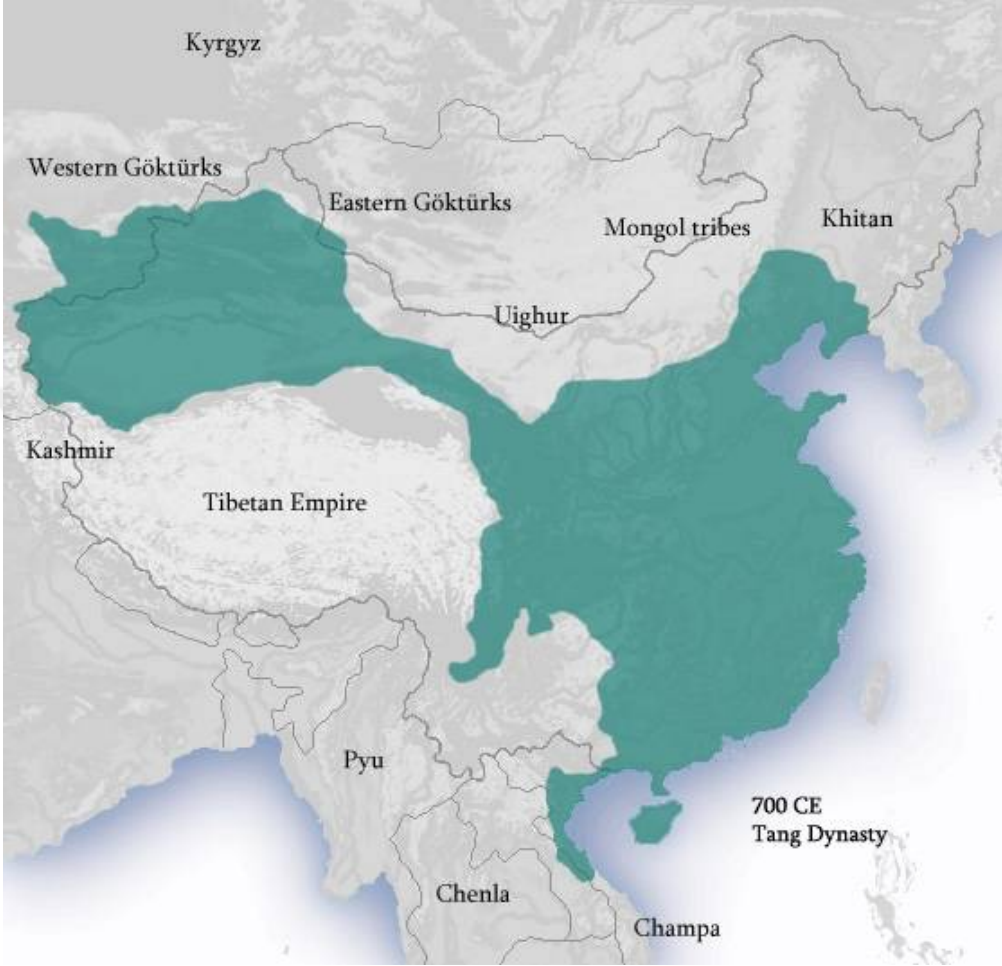 Kyrgyz
Western Göktürks
Eastern Göktürks
Mongol tribes
Khitan
Uighur
Kashmir
Tibetan Empire
Pyu
700 CE
Tang Dynasty
Chenla
Champa